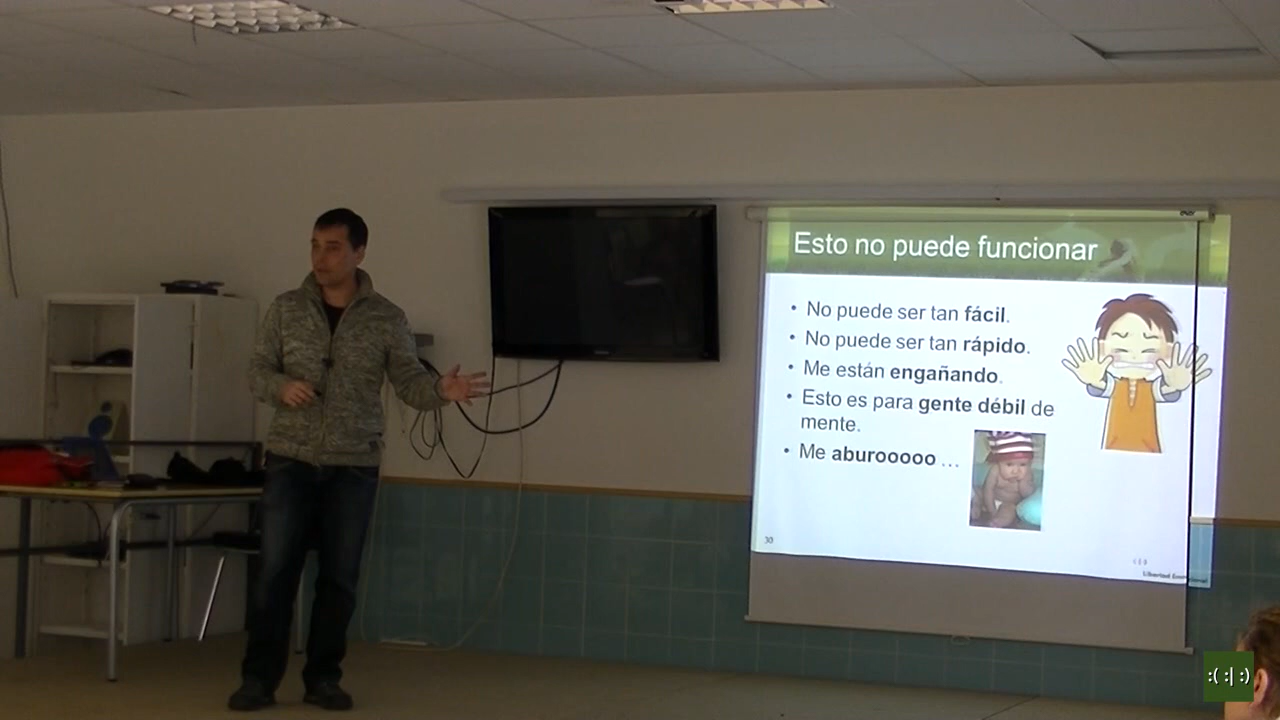 Esto no puede funcionar
• No puede ser tan fácil.
• No puede ser tan rápido.
• Me están engañando.
• Esto es para gente débil de
mente.
• Me aburooooo ...
30
:( :| :)